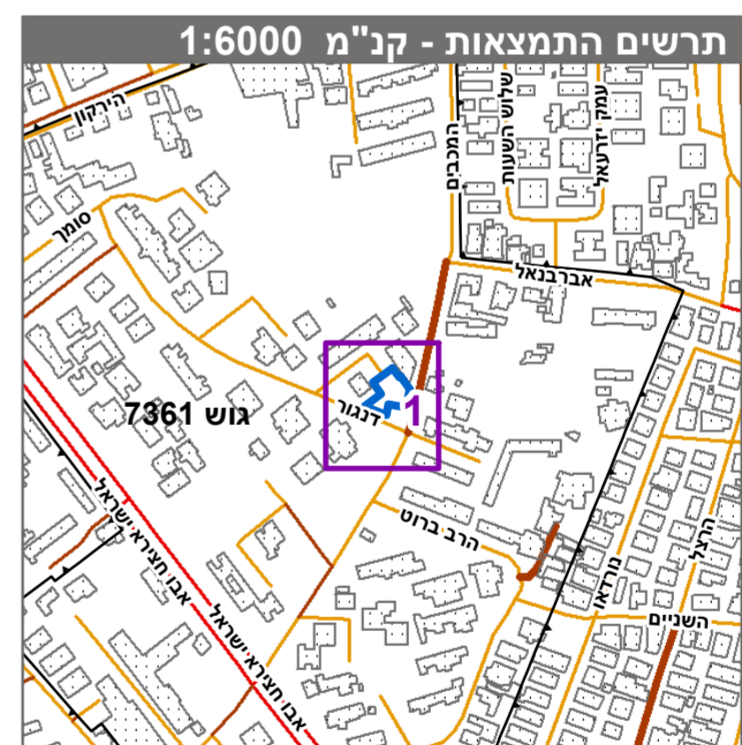 תרשים התמצאות - קנ"מ 1:6000
הירקון
המכבים
שלוש השעות
עמק יזרעאל
סומך
אברבנאל
גוש 7361
דנגור
1
הרב ברוט
אבו חצירא ישראל
אבו חצירא ישראל
נורדאו
הרצל
השניים